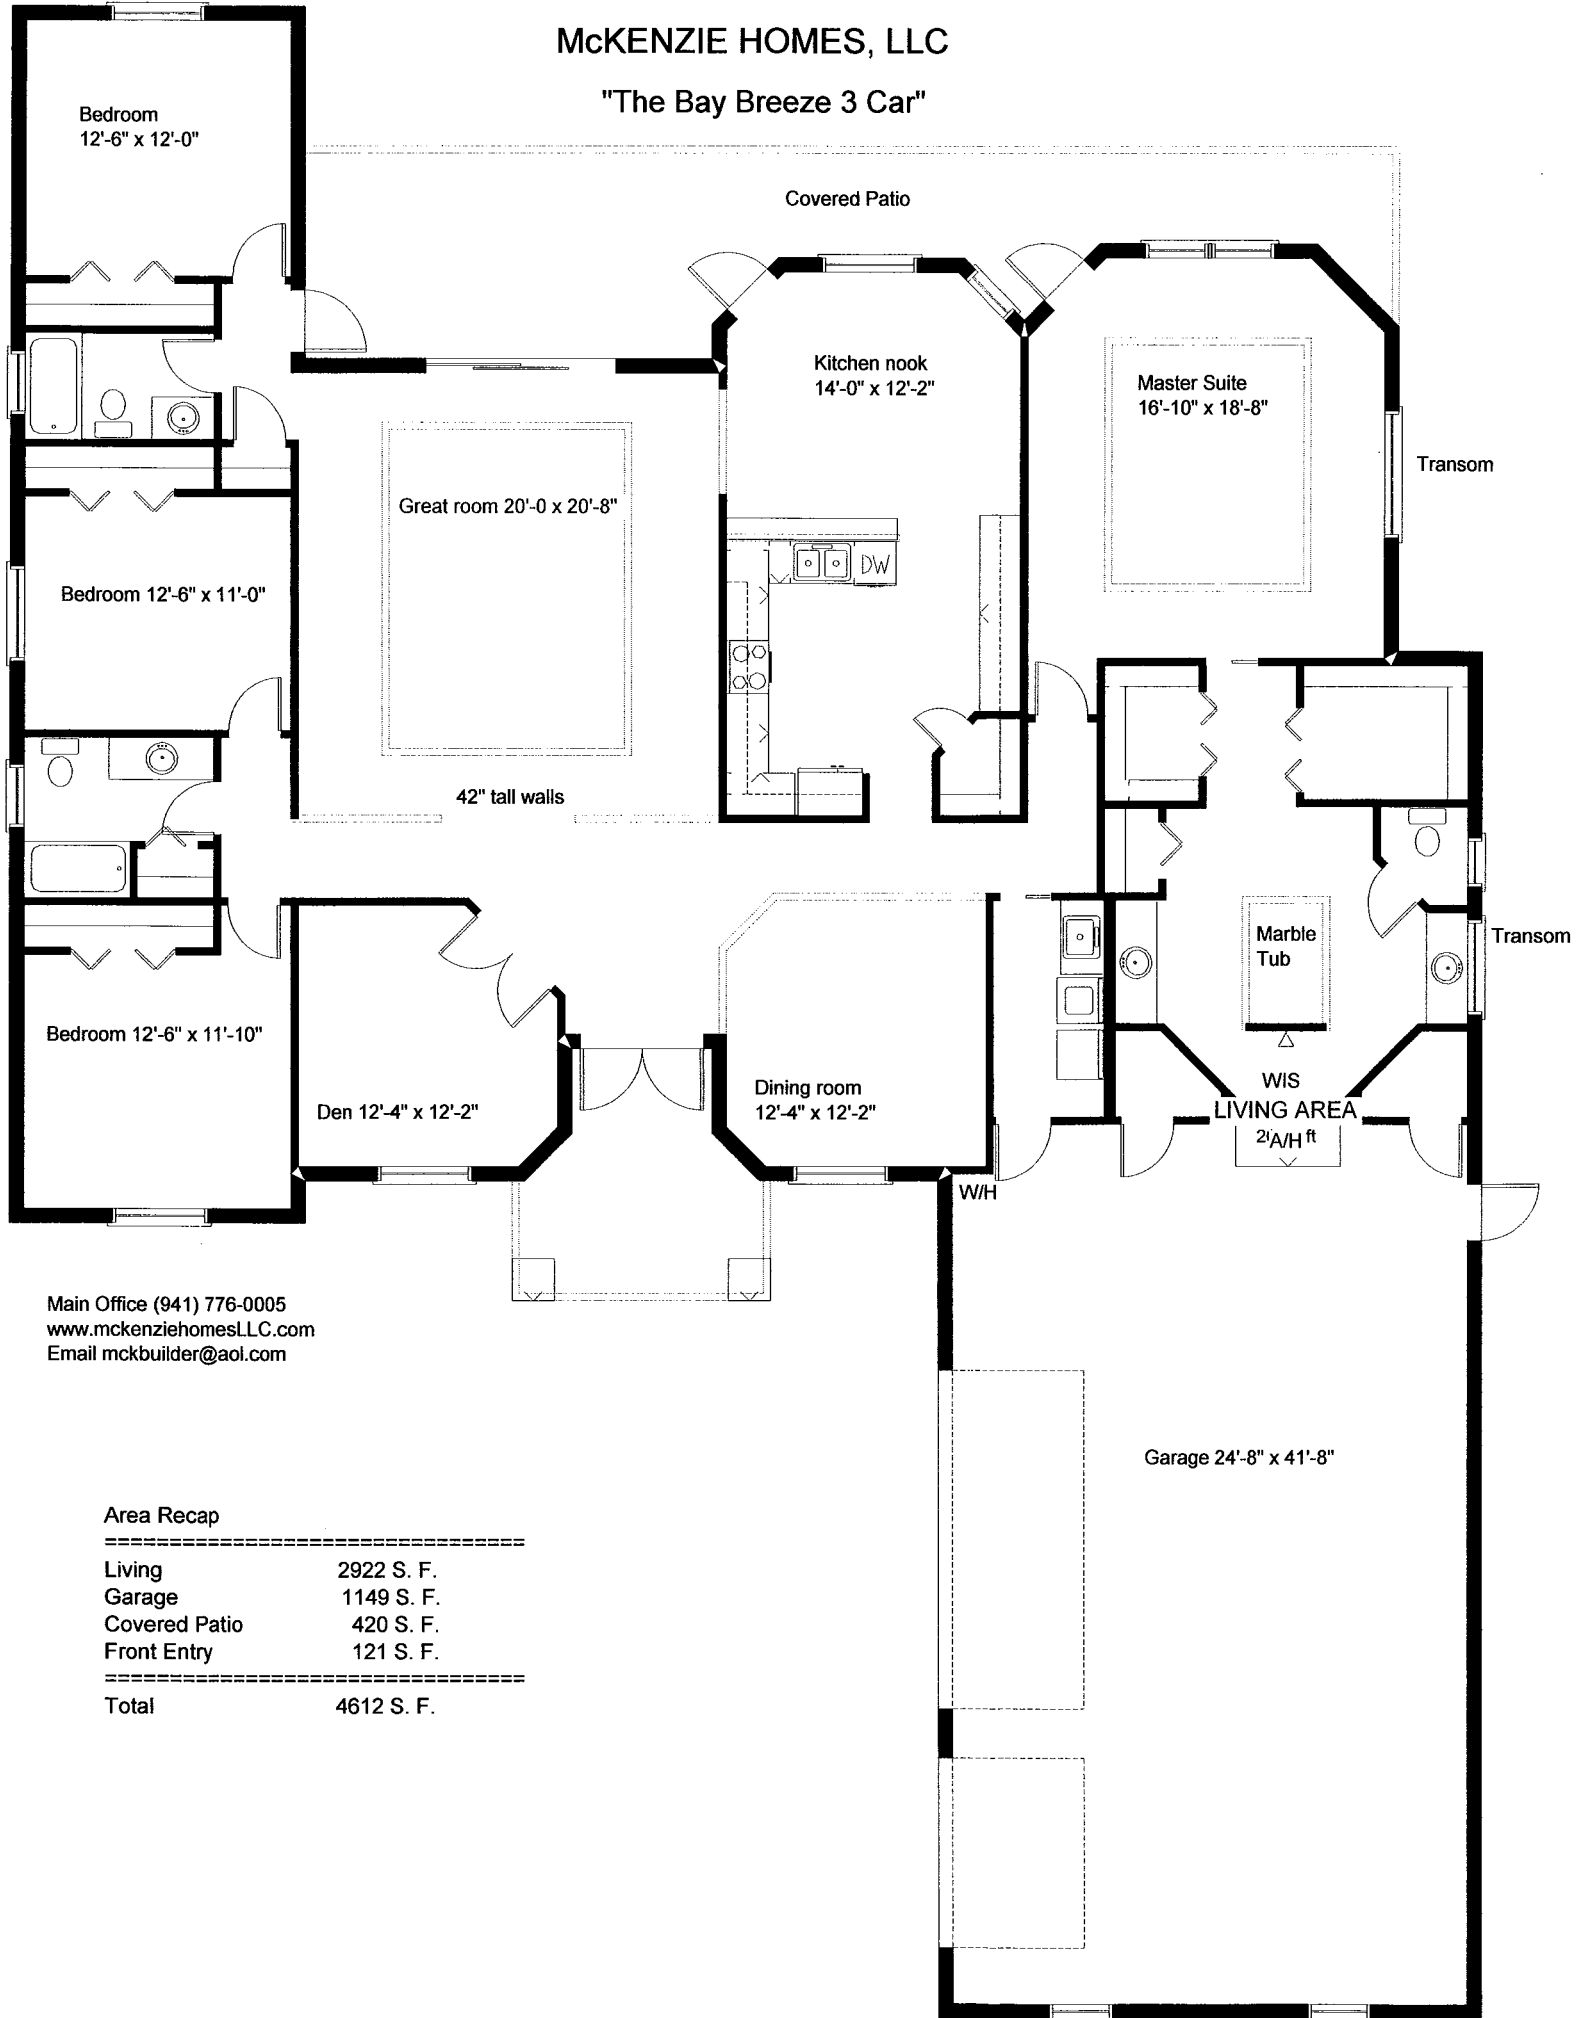 McKENZIE HOMES, LLC
"The Bay Breeze 3 Car"
Bedroom
12'-6" x 12'-0"
Covered Patio
Kitchen nook
14'-0" x 12'-2"
Master Suite
16'-10" x 18'-8"
Transom
Great room 20'-0 x 20'-8"
DW
Bedroom 12'-6" x 11'-0"
42" tall walls
Marble
Tub
Transom
Bedroom 12'-6" x 11'-10"
Den 12'-4" x 12'-2"
Dining room
12'-4" x 12'-2"
WIS
LIVING AREA
A/H ft
W/H
Main Office (941) 776-0005
www.mckenziehomesLLC.com
Email mckbuilder@aol.com
Garage 24'-8" x 41'-8"
Area Recap
Living 2922 S. F.
Garage 1149 S. F.
Covered Patio 420 S. F.
Front Entry 121 S. F.
Total 4612 S. F.